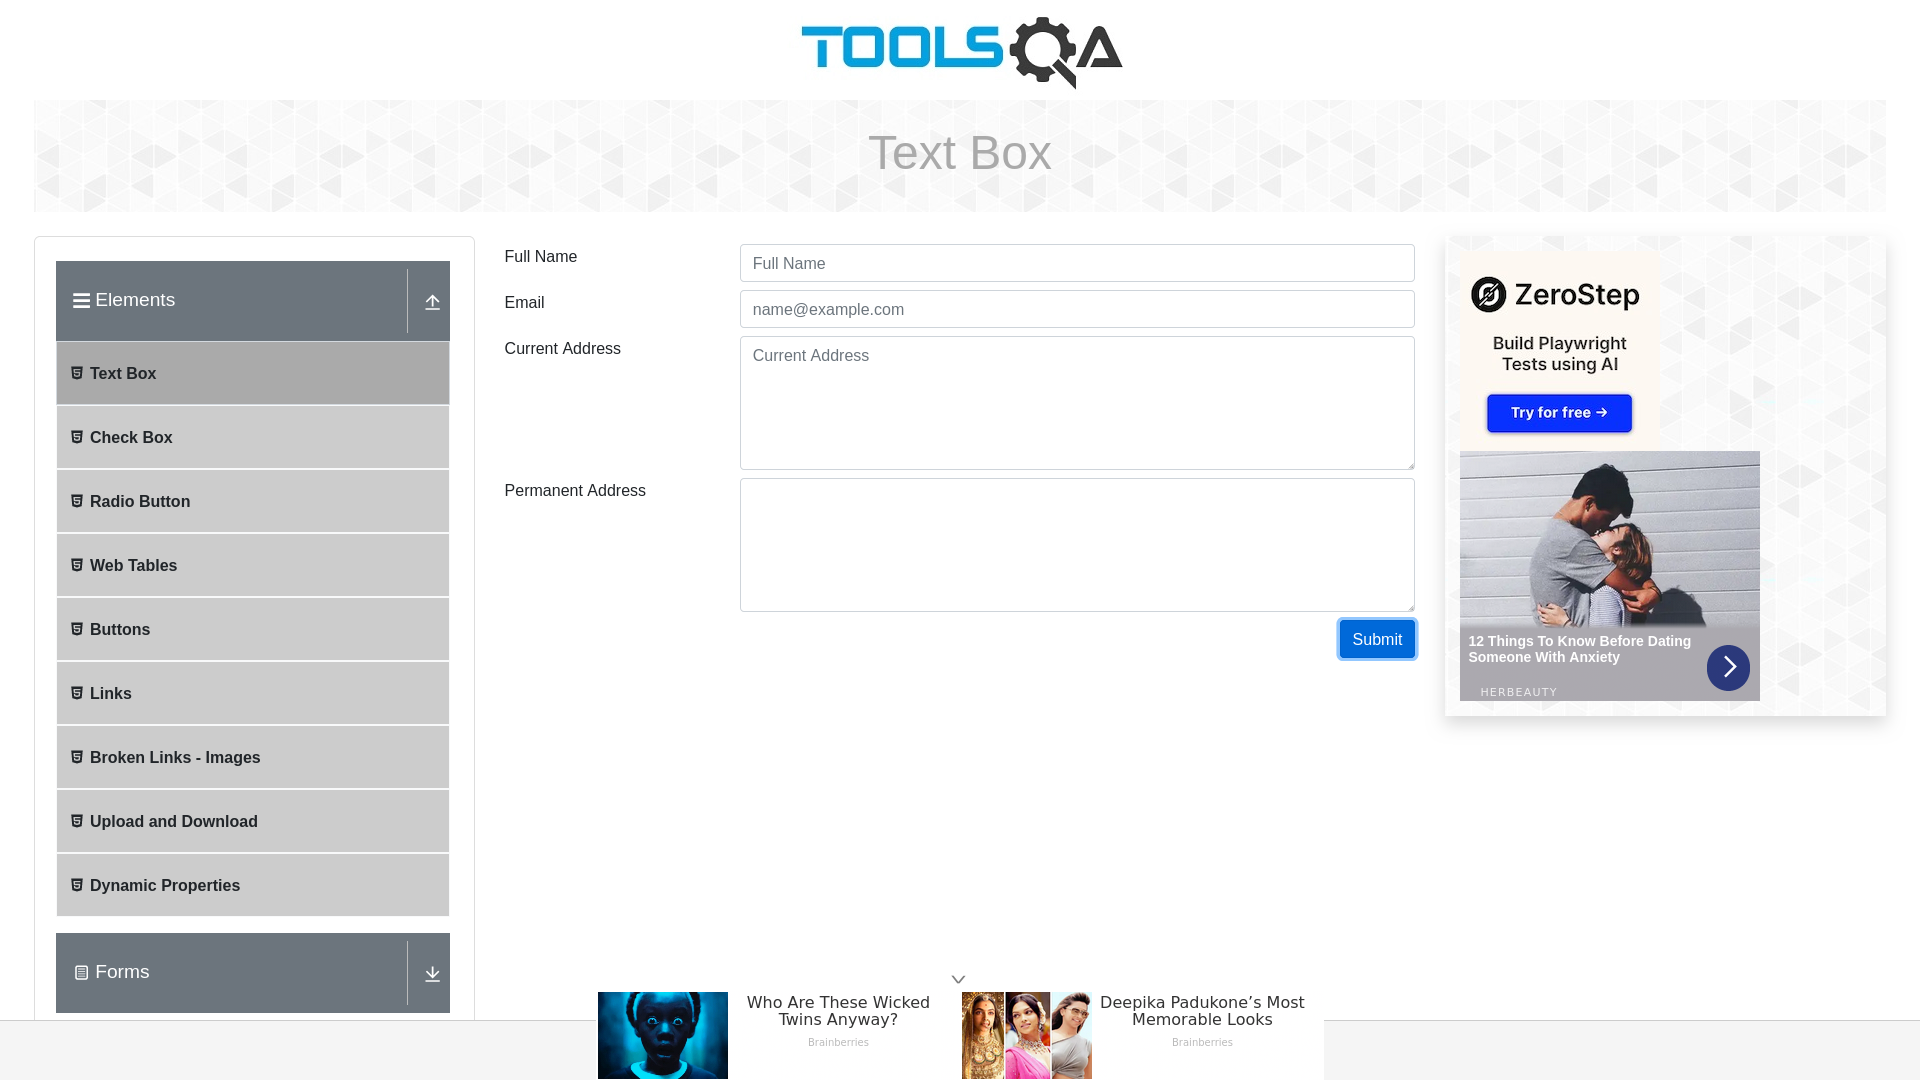 TOOLSQA
Text Box
Elements
Text Box
Check Box
Radio Button
Web Tables
Buttons
Links
Broken Links - Images
Upload and Download
Dynamic Properties
Forms
Full Name
Full Name
Email
name@example.com
Current Address
Current Address
Permanent Address
Submit
ZeroStep
Build Playwright
Tests using AI
Try for free →
12 Things To Know Before Dating
Someone With Anxiety
HERBEAUTY
Who Are These Wicked
Twins Anyway?
Brainberries
Deepika Padukone’s Most
Memorable Looks
Brainberries